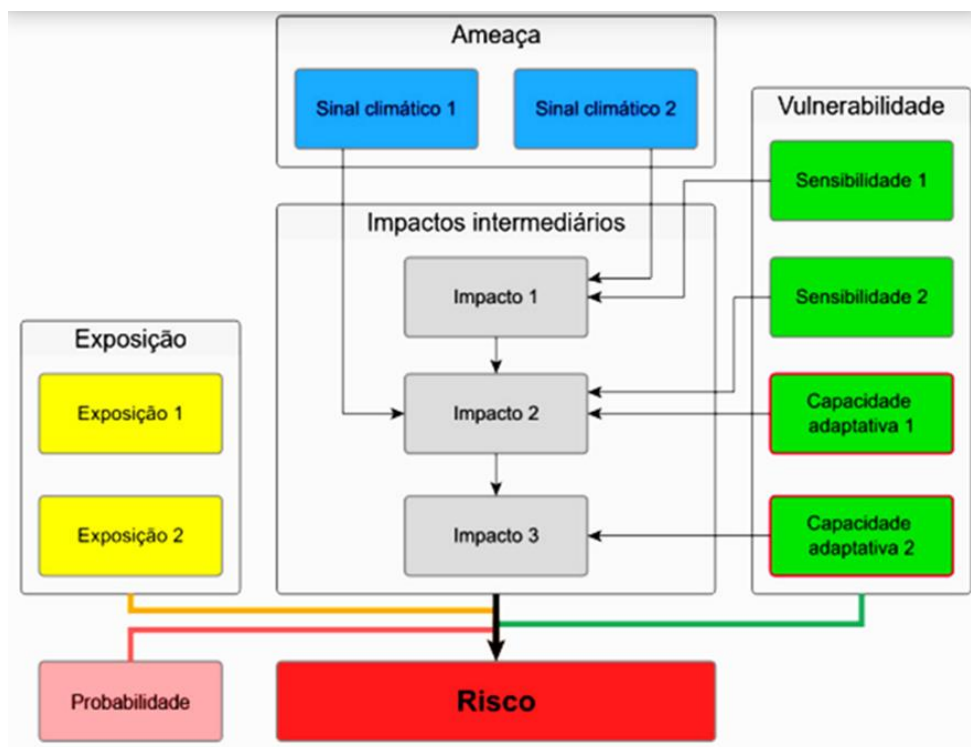 Ameaça
Sinal climático 1
Sinal climático 2
Vulnerabilidade
Sensibilidade 1
Sensibilidade 2
Capacidade
adaptativa 1
Capacidade
adaptativa 2
Impactos intermediários
Impacto 1
Impacto 2
Impacto 3
Exposição
Exposição 1
Exposição 2
Probabilidade
Risco